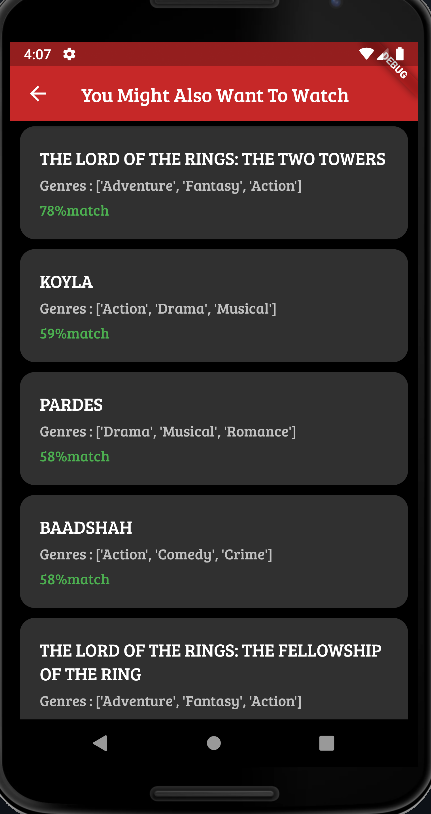 4:07
DEBUG
You Might Also Want To Watch
THE LORD OF THE RINGS: THE TWO TOWERS
Genres : ['Adventure', 'Fantasy', 'Action']
78%match
KOYLA
Genres : ['Action', 'Drama', 'Musical']
59%match
PARDES
Genres : ['Drama', 'Musical', 'Romance']
58%match
BAADSHAH
Genres : ['Action', 'Comedy', 'Crime']
58%match
THE LORD OF THE RINGS: THE FELLOWSHIP
OF THE RING
Genres : ['Adventure', 'Fantasy', 'Action']